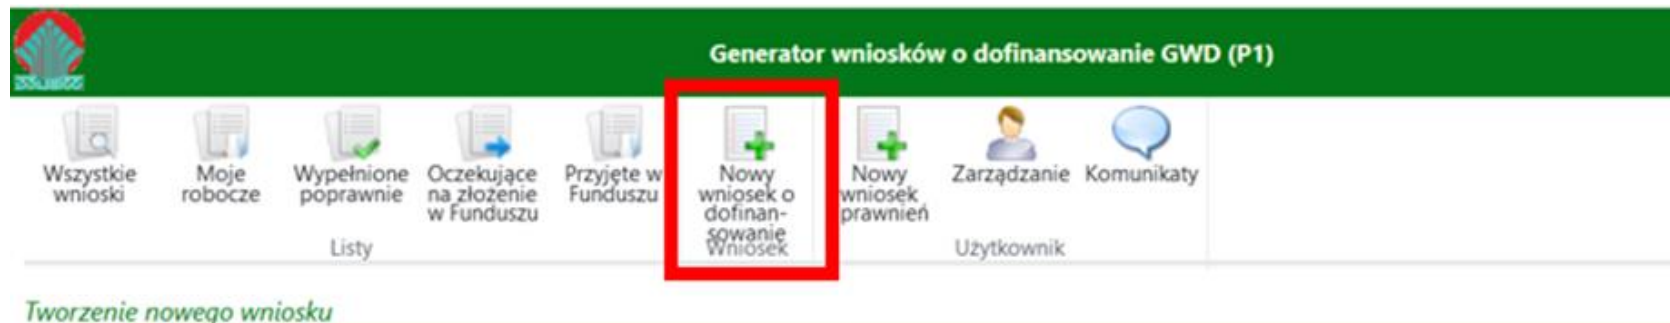 Generator wniosków o dofinansowanie GWD (P1)
Wszystkie
wnioski
Moje
robocze
Wypełnione
poprawnie
Oczekujące
na złożenie
w Funduszu
Przyjęte w
Funduszu
Nowy
wniosek o
dofinan-
sowanie
Nowy
wniosek
prawnień
Zarządzanie
Komunikaty
Listy
Wniosek
Użytkownik
Tworzenie nowego wniosku